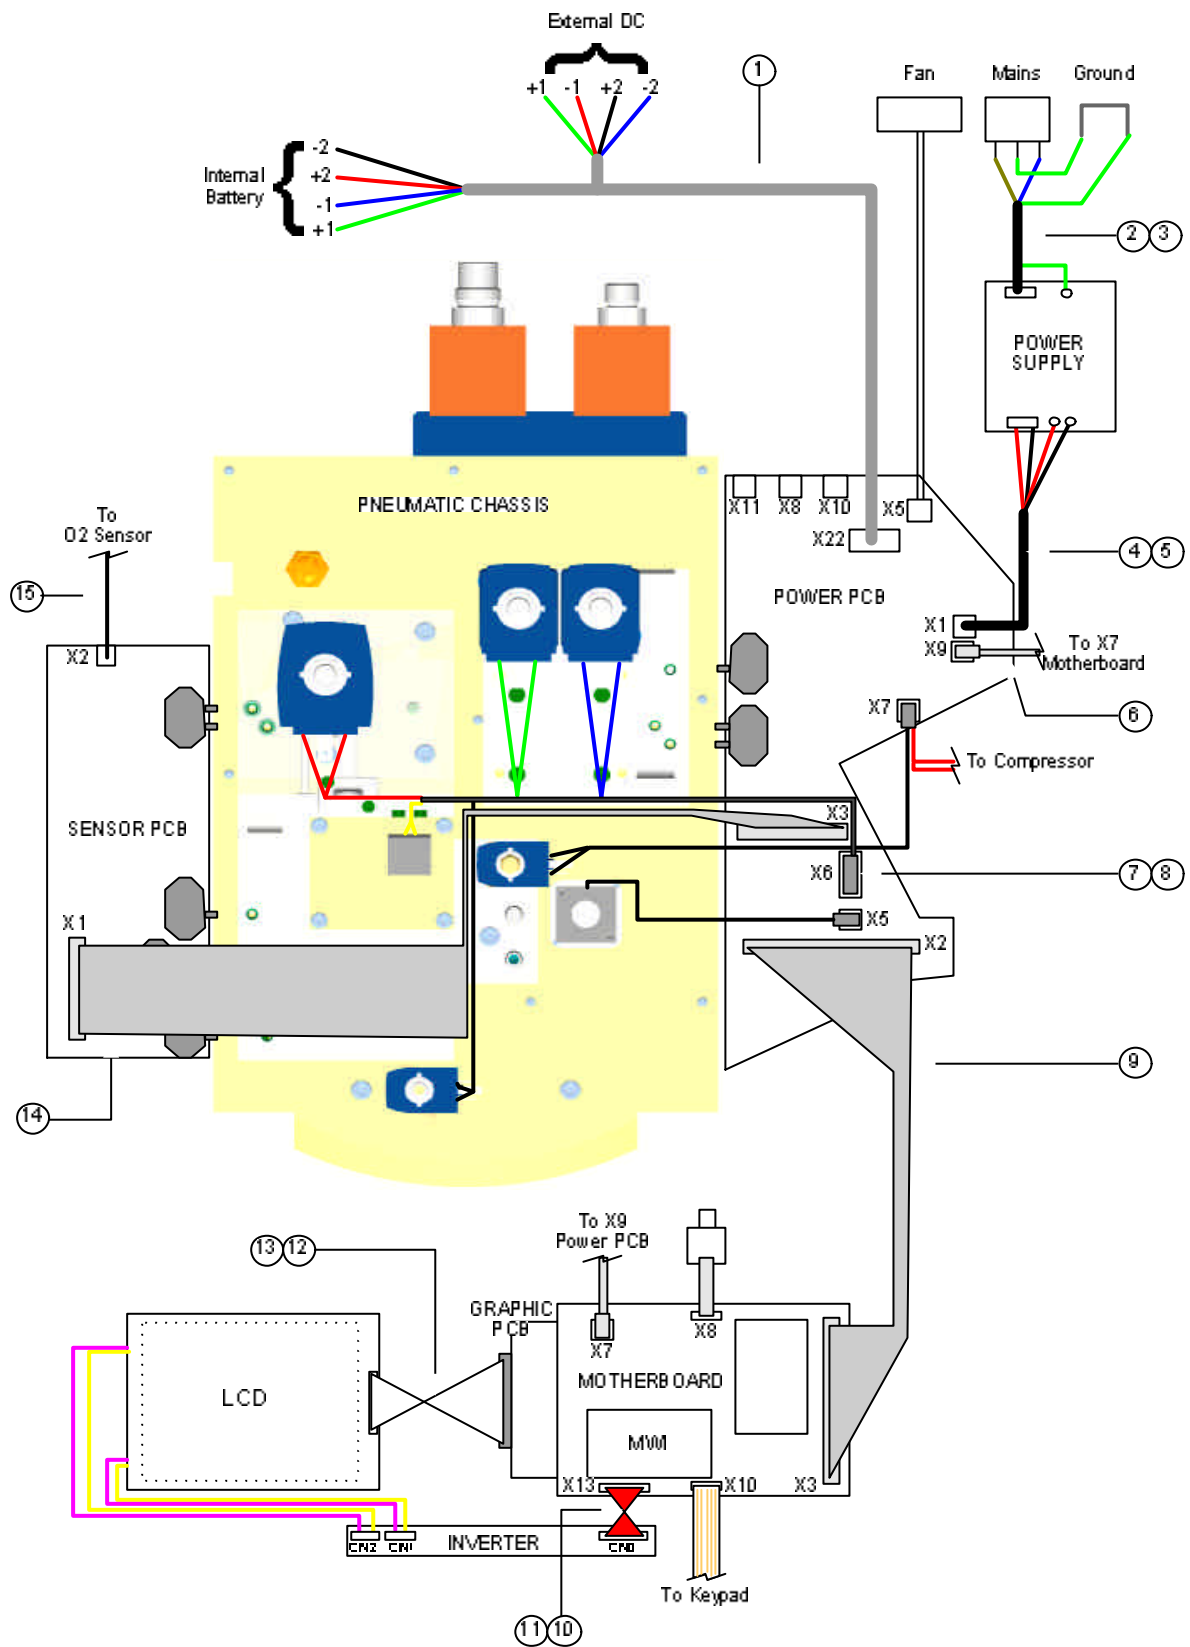 External DC
+1 -1 +2 -2
1
Fan
Mains
Ground
Internal
Battery
-2
+2
-1
+1
2 3
POWER
SUPPLY
PNEUMATIC CHASSIS
X11 X8 X10 X5
X22
To
O2 Sensor
4 5
15
POWER PCB
X1
X9
To X7
Motherboard
X2
X7
6
To Compressor
X3
SENSOR PCB
X6
7 8
X1
X5
X2
9
14
To X9
Power PCB
13 12
GRAPHIC
PCB
X7
X8
MOTHERBOARD
LCD
MWI
X13
X10
X3
CN2 CN1
INVERTER
CN0
To Keypad
11 10